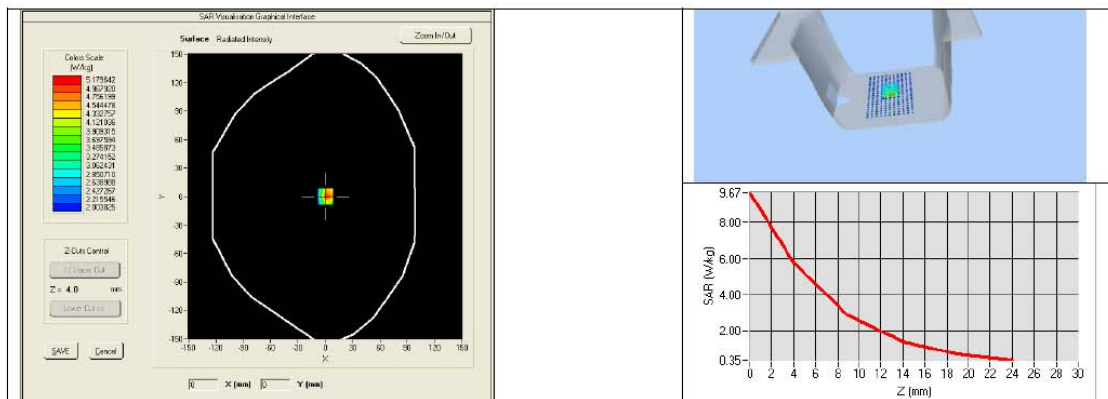 SAR Visualisation Graphical Interface
Surface Radiated Intensity
Zoom In/Out
Colors Scale
(W/kg)
5.179642
4.967920
4.756199
4.544478
4.332757
4.121036
3.909315
3.697594
3.485873
3.274152
3.062431
2.850710
2.638988
2.427267
2.215546
2.003825
150
120
90
60
30
0
-30
-60
-90
-120
-150
Y
-150 -120 -90 -60 -30 0 30 60 90 120 150
X
Z-Cuts Control
Z = 4.0 mm
SAVE Cancel
0 X (mm) 0 Y (mm)
9.67
8.00
6.00
4.00
2.00
0.35
SAR (W/kg)
0 2 4 6 8 10 12 14 16 18 20 22 24 26 28 30
Z (mm)